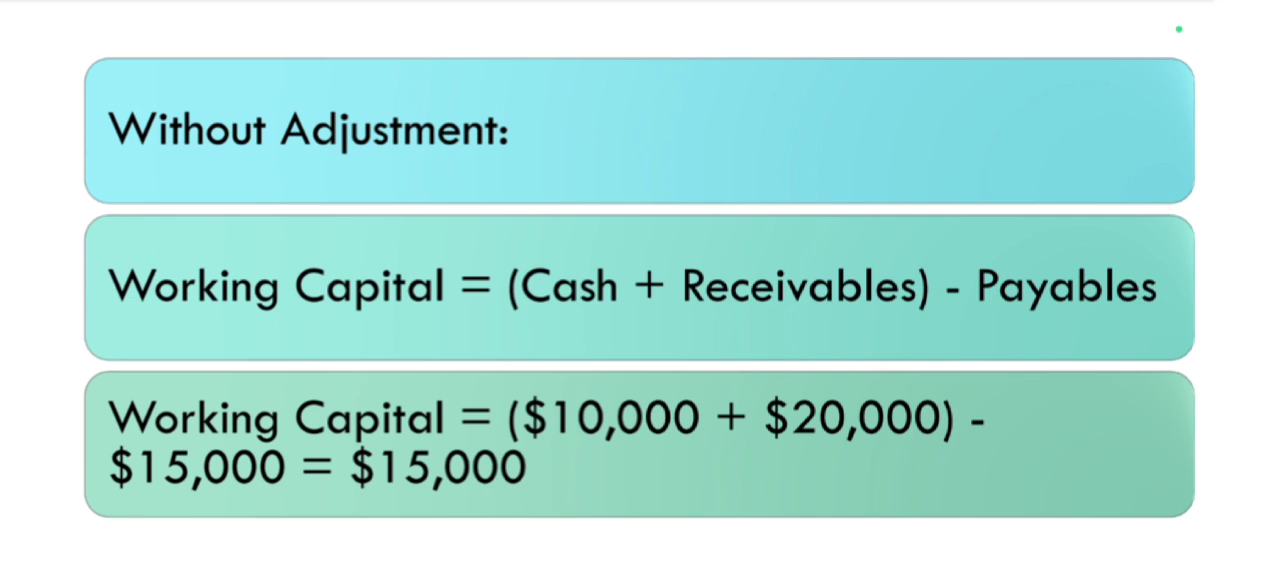 Without Adjustment:
Working Capital = (Cash + Receivables) - Payables
Working Capital = ($10,000 + $20,000) -
$15,000 = $15,000